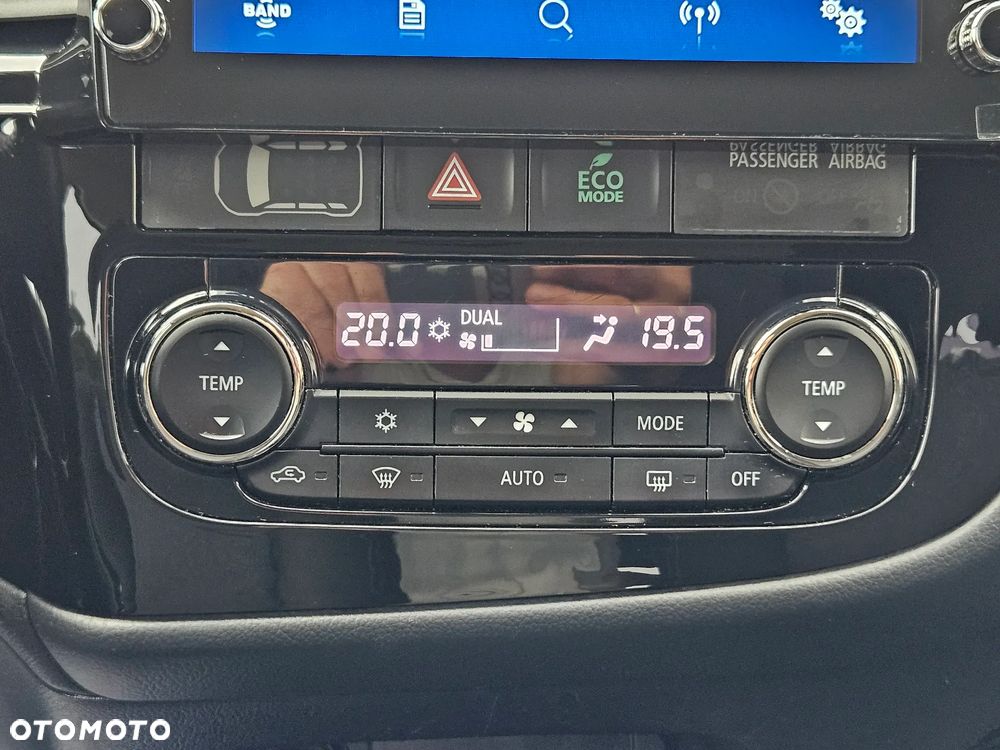 BAND
PASSENGER AIRBAG
ECO
MODE
20.0 DUAL 19.5
TEMP
TEMP
MODE
AUTO
OFF
OTOMOTO